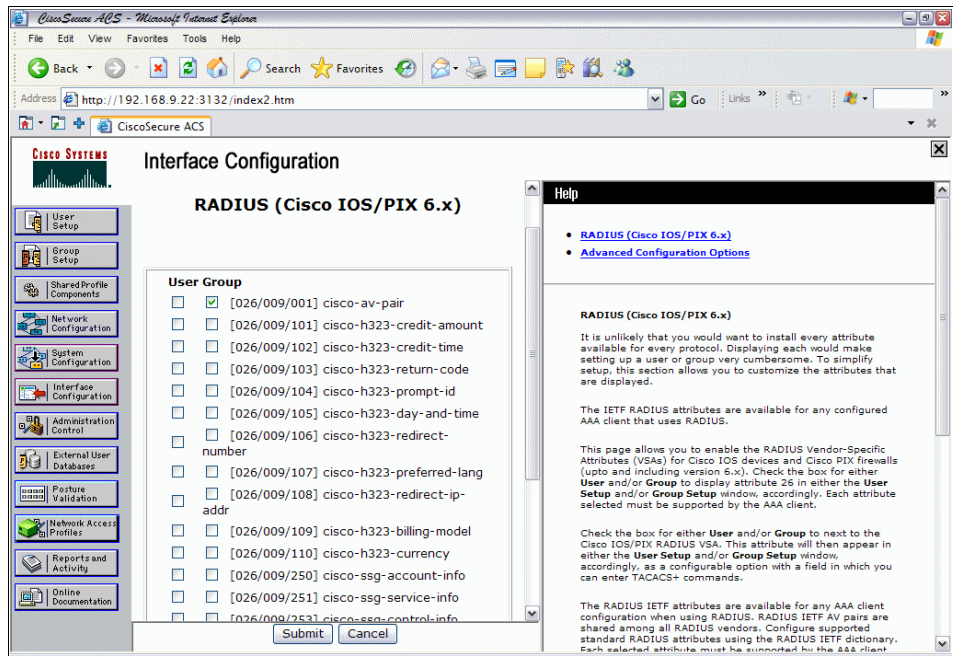 CiscoSecure ACS - Microsoft Internet Explorer
File Edit View Favorites Tools Help
Back Search Favorites
Address http://192.168.9.22:3132/index2.htm Go Links
CiscoSecure ACS
CISCO SYSTEMS
Interface Configuration
User
Setup
Group
Setup
Shared Profile
Components
Network
Configuration
System
Configuration
Interface
Configuration
Administration
Control
External User
Databases
Posture
Validation
Network Access
Profiles
Reports and
Activity
Online
Documentation
RADIUS (Cisco IOS/PIX 6.x)
User Group
[026/009/001] cisco-av-pair
[026/009/101] cisco-h323-credit-amount
[026/009/102] cisco-h323-credit-time
[026/009/103] cisco-h323-return-code
[026/009/104] cisco-h323-prompt-id
[026/009/105] cisco-h323-day-and-time
[026/009/106] cisco-h323-redirect-
number
[026/009/107] cisco-h323-preferred-lang
[026/009/108] cisco-h323-redirect-ip-
addr
[026/009/109] cisco-h323-billing-model
[026/009/110] cisco-h323-currency
[026/009/250] cisco-ssg-account-info
[026/009/251] cisco-ssg-service-info
[026/009/253] cisco-ssg-control-info
Submit Cancel
Help
RADIUS (Cisco IOS/PIX 6.x)
Advanced Configuration Options
RADIUS (Cisco IOS/PIX 6.x)
It is unlikely that you would want to install every attribute
available for every protocol. Displaying each would make
setting up a user or group very cumbersome. To simplify
setup, this section allows you to customize the attributes that
are displayed.
The IETF RADIUS attributes are available for any configured
AAA client that uses RADIUS.
This page allows you to enable the RADIUS Vendor-Specific
Attributes (VSAs) for Cisco IOS devices and Cisco PIX firewalls
(upto and including version 6.x). Check the box for either
User and/or Group to display attribute 26 in either the User
Setup and/or Group Setup window, accordingly. Each attribute
selected must be supported by the AAA client.
Check the box for either User and/or Group to next to the
Cisco IOS/PIX RADIUS VSA. This attribute will then appear in
either the User Setup and/or Group Setup window,
accordingly, as a configurable option with a field in which you
can enter TACACS+ commands.
The RADIUS IETF attributes are available for any AAA client
configuration when using RADIUS. RADIUS IETF AV pairs are
shared among all RADIUS vendors. Configure supported
standard RADIUS attributes using the RADIUS IETF dictionary.
Each selected attribute must be supported by the AAA client